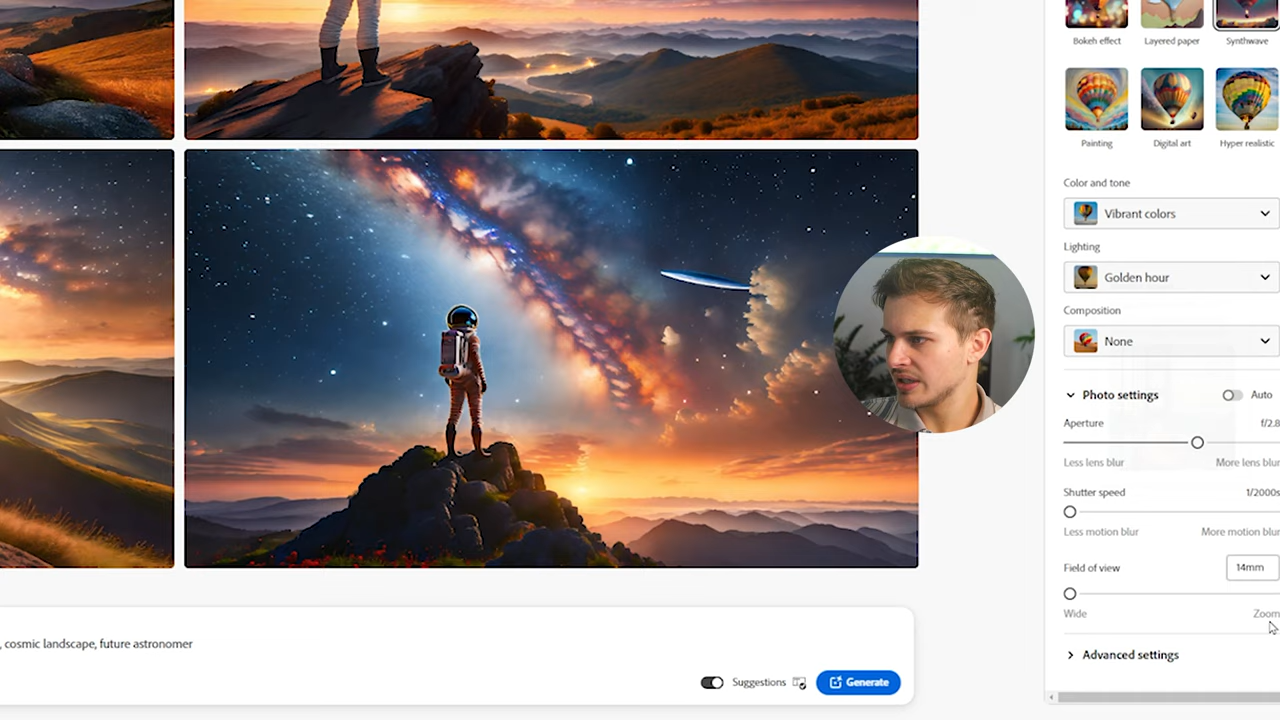 Bokeh effect
Layered paper
Synthwave
Painting
Digital art
Hyper realistic
Color and tone
Vibrant colors
Lighting
Golden hour
Composition
None
Photo settings
Auto
Aperture
f/2.8
Less lens blur
More lens blur
Shutter speed
1/2000s
Less motion blur
More motion blur
Field of view
14mm
Wide
Zoom
Advanced settings
, cosmic landscape, future astronomer
Suggestions
Generate